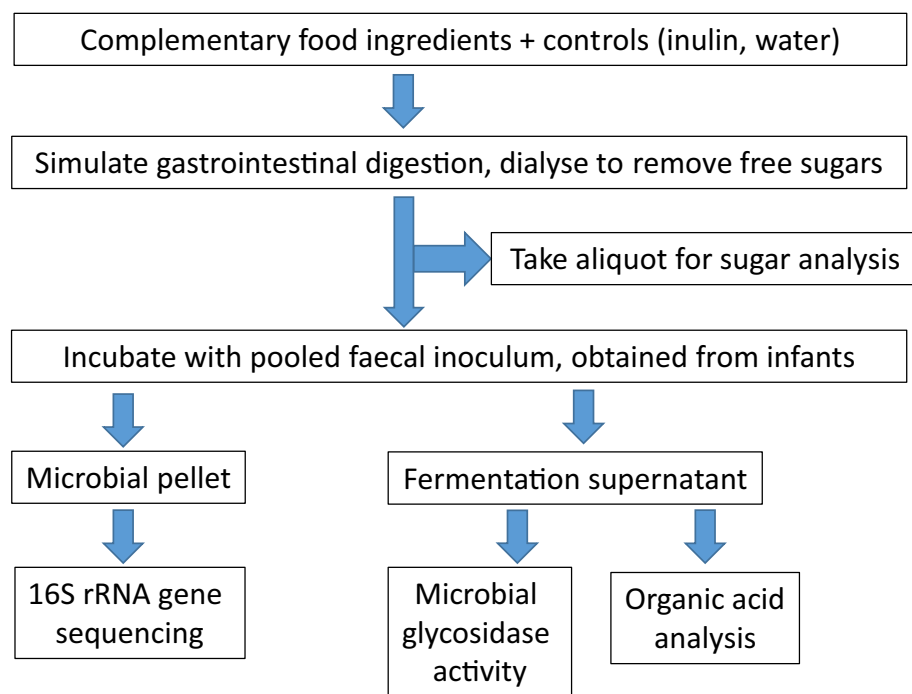 Complementary food ingredients + controls (inulin, water)
Simulate gastrointestinal digestion, dialyse to remove free sugars
Take aliquot for sugar analysis
Incubate with pooled faecal inoculum, obtained from infants
Microbial pellet
Fermentation supernatant
16S rRNA gene
sequencing
Microbial
glycosidase
activity
Organic acid
analysis